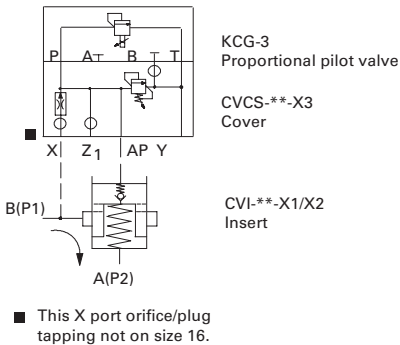 KCG-3
Proportional pilot valve
P A B T
CVCS-**-X3
Cover
X Z1 AP Y
CVI-**-X1/X2
Insert
B(P1)
A(P2)
This X port orifice/plug
tapping not on size 16.